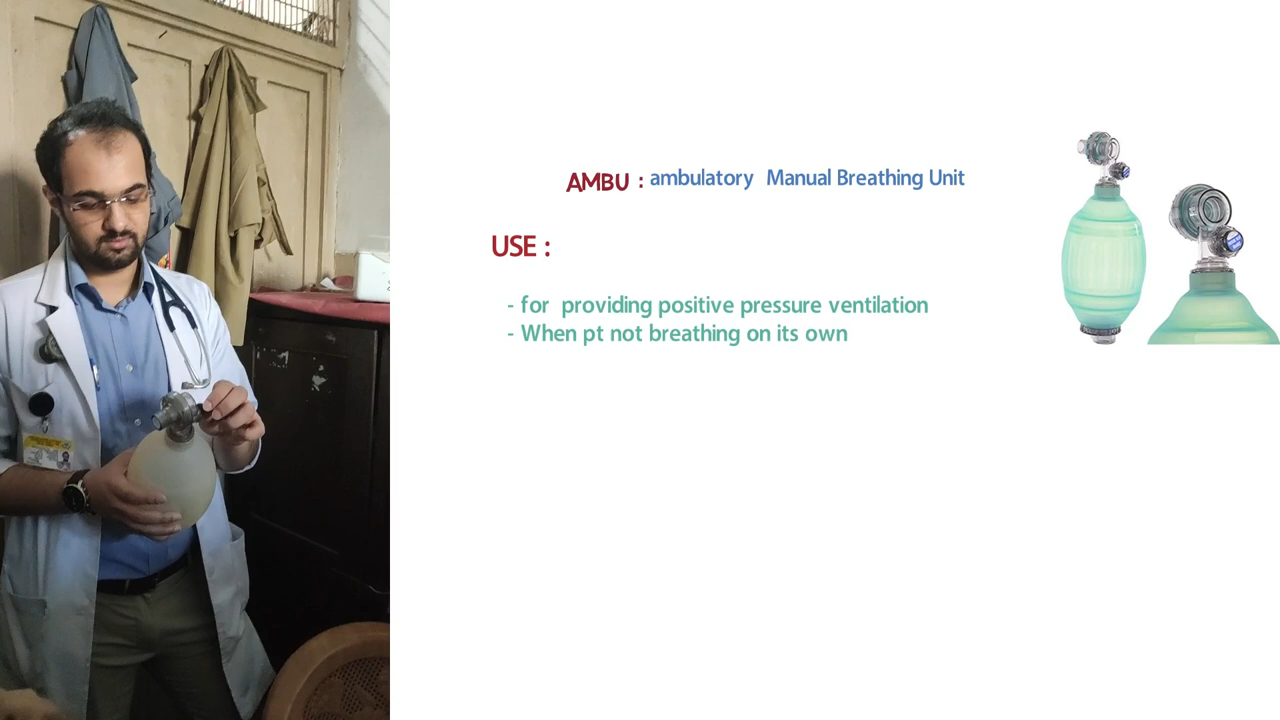 AMBU : ambulatory Manual Breathing Unit
USE :
- for providing positive pressure ventilation
- When pt not breathing on its own